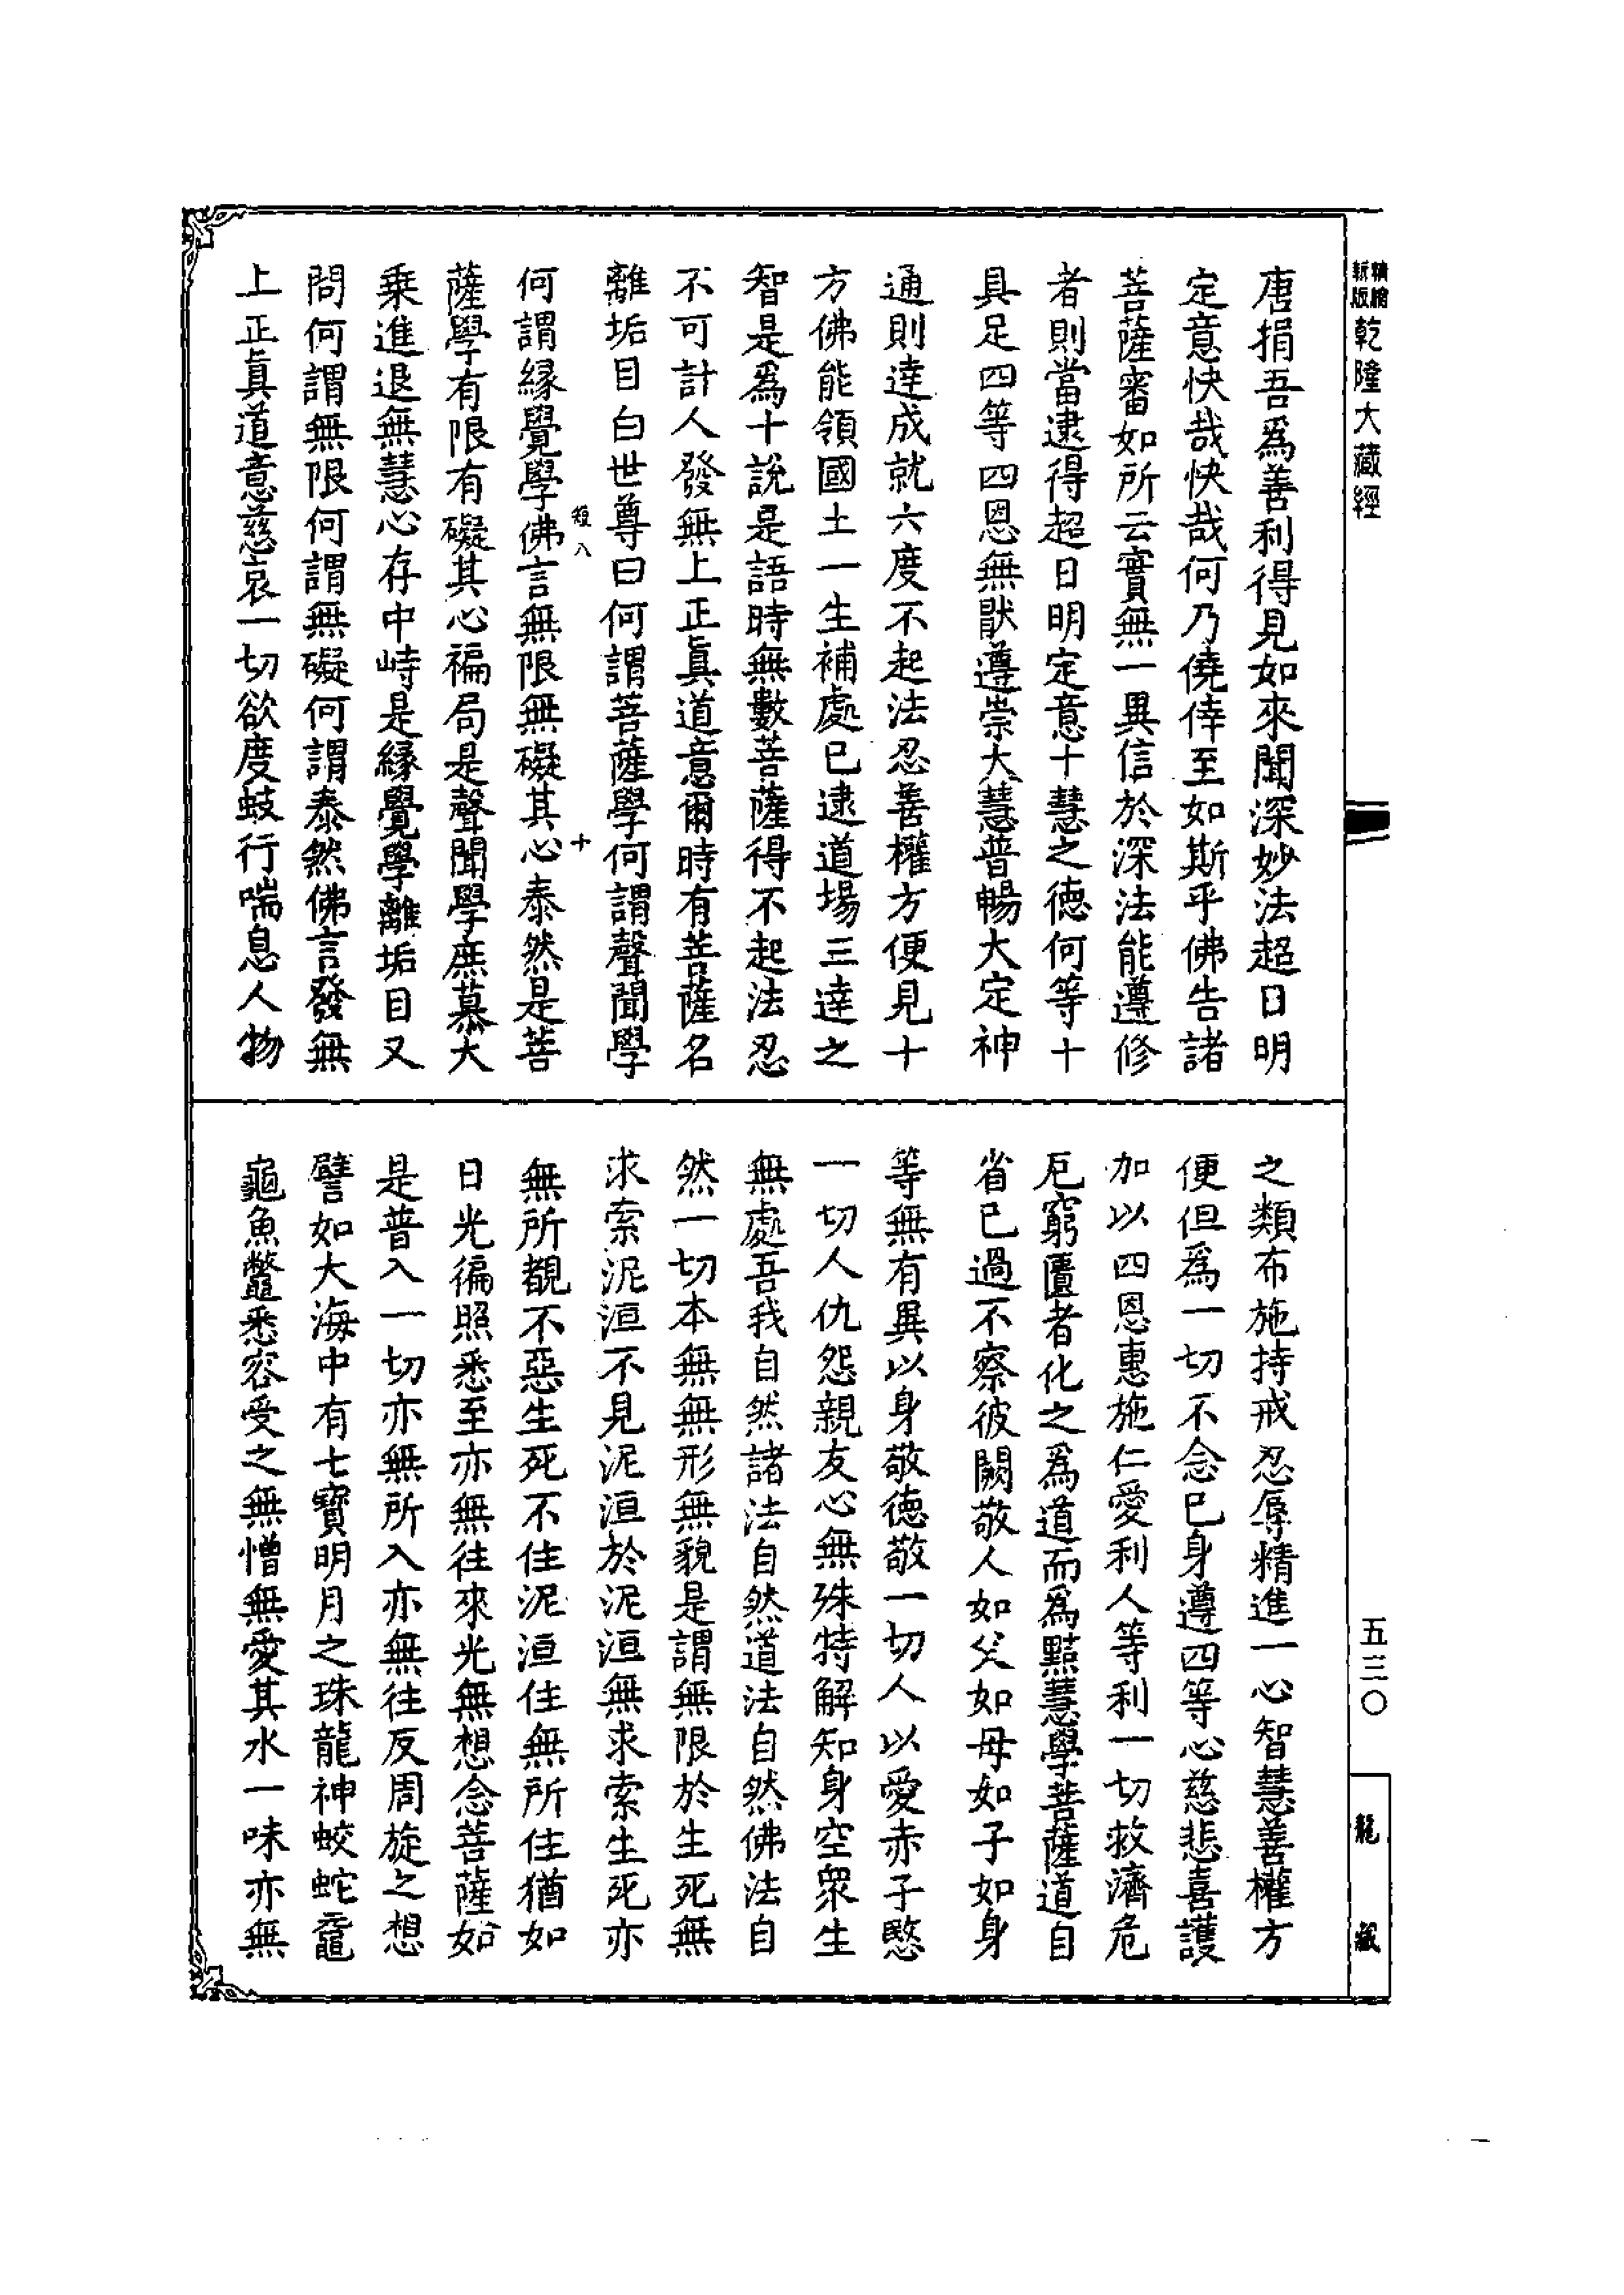 精繪
新版
乾隆大藏經
五三〇
龍藏
唐捐吾爲善利得見如來聞深妙法超日明
定意快哉快哉何乃僥倖至如斯乎佛告諸
菩薩審如所云實無一異信於深法能遵修
者則當逮得超日明定意十慧之德何等十
具足四等四恩無猒遵崇大慧普暢大定神
通則達成就六度不起法忍善權方便見十
方佛能領國土一生補處已逮道場三達之
智是爲十說是語時無數菩薩得不起法忍
不可計人發無上正眞道意爾時有菩薩名
離垢目白世尊曰何謂菩薩學何謂聲聞學
短八
十
何謂緣覺學佛言無限無礙其心泰然是菩
薩學有限有礙其心褊局是聲聞學庶慕大
乗進退無慧心存中峙是緣覺學離垢目又
問何謂無限何謂無礙何謂泰然佛言發無
上正眞道意慈哀一切欲度蚑行喘息人物
之類布施持戒忍辱精進一心智慧善權方
便但爲一切不念已身遵四等心慈悲喜護
加以四恩惠施仁愛利人等利一切救濟危
厄窮匱者化之爲道而爲黠慧學菩薩道自
省已過不察彼闕敬人如父如母如子如身
等無有異以身敬德敬一切人以愛赤子愍
一切人仇怨親友心無殊特解知身空衆生
無處吾我自然諸法自然道法自然佛法自
然一切本無無形無貌是謂無限於生死無
求索泥洹不見泥洹於泥洹無求索生死亦
無所覩不惡生死不住泥洹住無所住猶如
日光徧照悉至亦無往來光無想念菩薩如
是普入一切亦無所入亦無往反周旋之想
譬如大海中有七寶明月之珠龍神蛟蛇黿
龜魚鼈悉容受之無憎無愛其水一味亦無